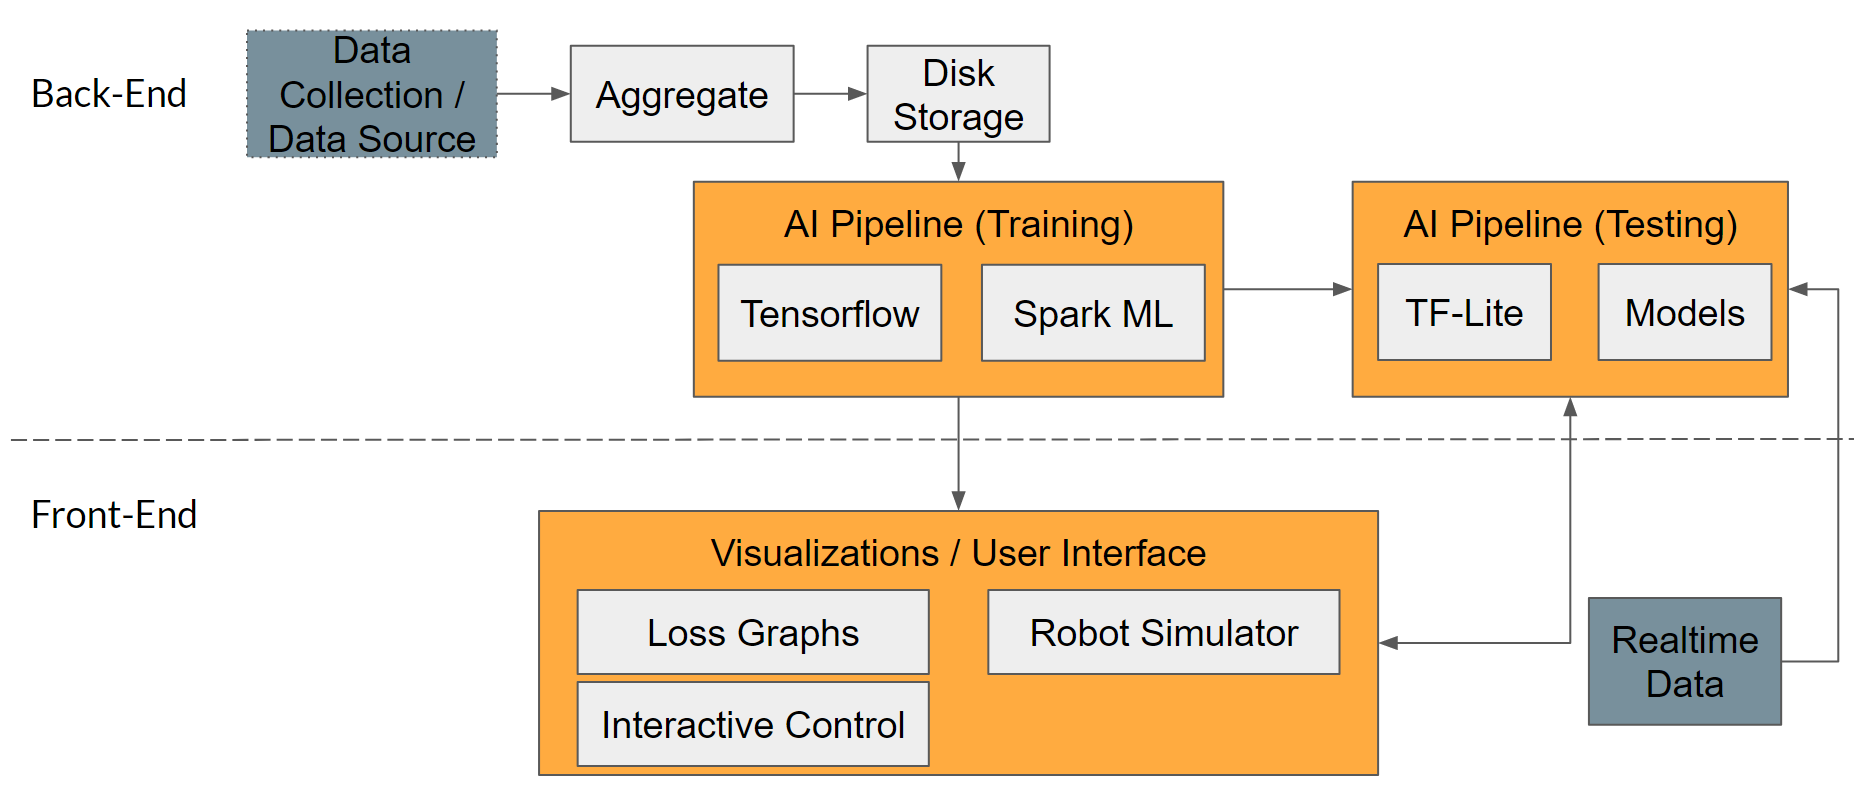 Back-End
Data
Collection /
Data Source
Aggregate
Disk
Storage
AI Pipeline (Training)
Tensorflow
Spark ML
AI Pipeline (Testing)
TF-Lite
Models
Front-End
Visualizations / User Interface
Loss Graphs
Robot Simulator
Interactive Control
Realtime
Data